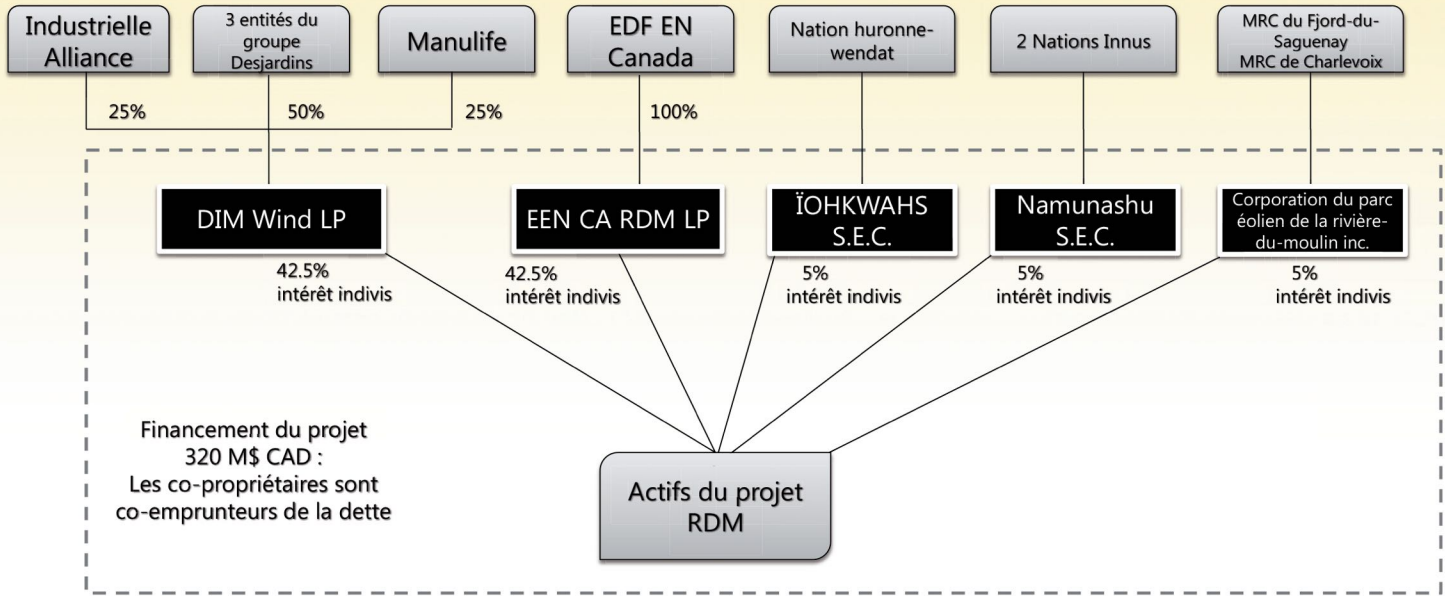 Industrielle
Alliance
3 entités du
groupe
Desjardins
Manulife
EDF EN
Canada
Nation huronne-
wendat
2 Nations Innus
MRC du Fjord-du-
Saguenay
MRC de Charlevoix
25%
50%
25%
100%
DIM Wind LP
EEN CA RDM LP
ÏOHKWAHS
S.E.C.
Namunashu
S.E.C.
Corporation du parc
éolien de la rivière-
du-moulin inc.
42.5%
intérêt indivis
42.5%
intérêt indivis
5%
intérêt indivis
5%
intérêt indivis
5%
intérêt indivis
Financement du projet
320 M$ CAD :
Les co-propriétaires sont
co-emprunteurs de la dette
Actifs du projet
RDM